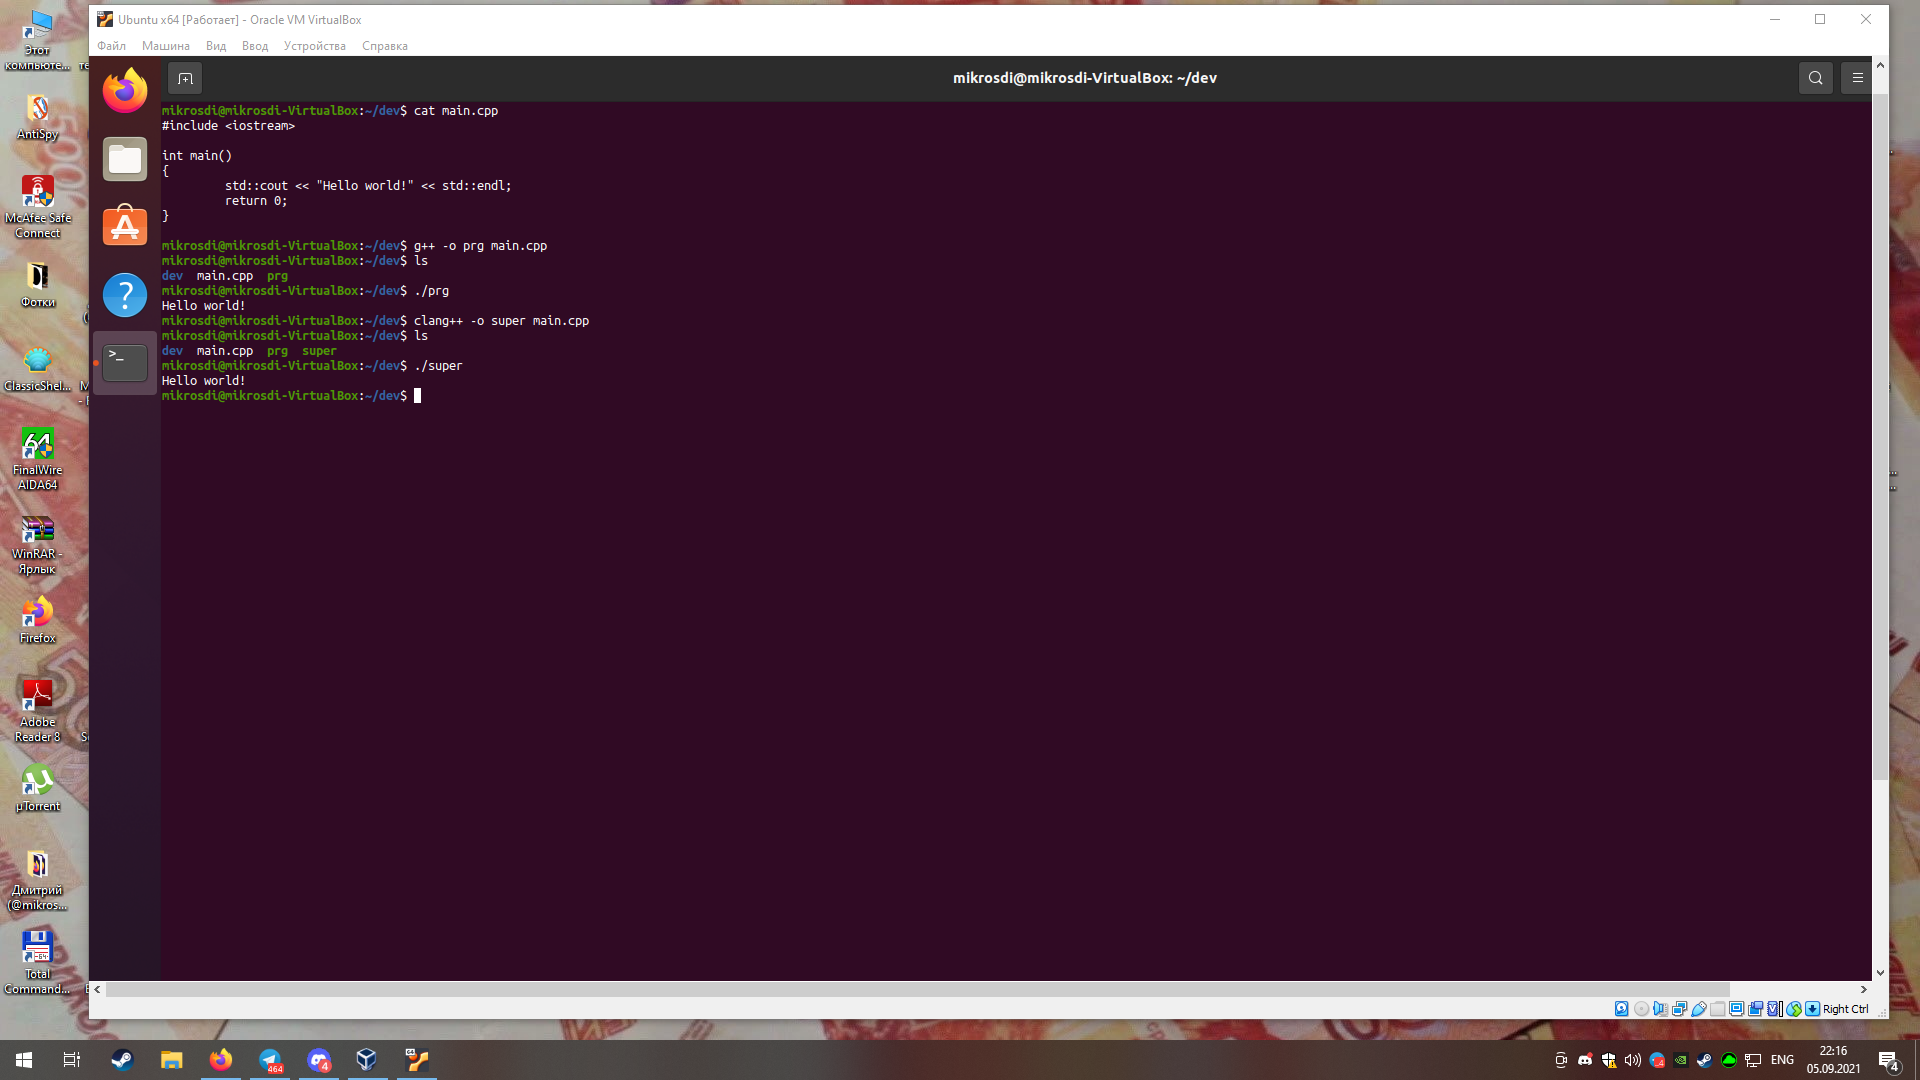 Ubuntu x64 [Работает] - Oracle VM VirtualBox
Файл Машина Вид Ввод Устройства Справка
mikrosdi@mikrosdi-VirtualBox: ~/dev
mikrosdi@mikrosdi-VirtualBox:~/dev$ cat main.cpp
#include <iostream>
int main()
{
std::cout << "Hello world!" << std::endl;
return 0;
}
mikrosdi@mikrosdi-VirtualBox:~/dev$ g++ -o prg main.cpp
mikrosdi@mikrosdi-VirtualBox:~/dev$ ls
dev main.cpp prg
mikrosdi@mikrosdi-VirtualBox:~/dev$ ./prg
Hello world!
mikrosdi@mikrosdi-VirtualBox:~/dev$ clang++ -o super main.cpp
mikrosdi@mikrosdi-VirtualBox:~/dev$ ls
dev main.cpp prg super
mikrosdi@mikrosdi-VirtualBox:~/dev$ ./super
Hello world!
mikrosdi@mikrosdi-VirtualBox:~/dev$
Right Ctrl
Этот
компьюте...
AntiSpy
McAfee Safe
Connect
Фотки
ClassicShel...
FinalWire
AIDA64
WinRAR -
Ярлык
Firefox
Adobe
Reader 8
µTorrent
Дмитрий
(@mikros...
Total
Command...
464
4
ENG
22:16
05.09.2021
4